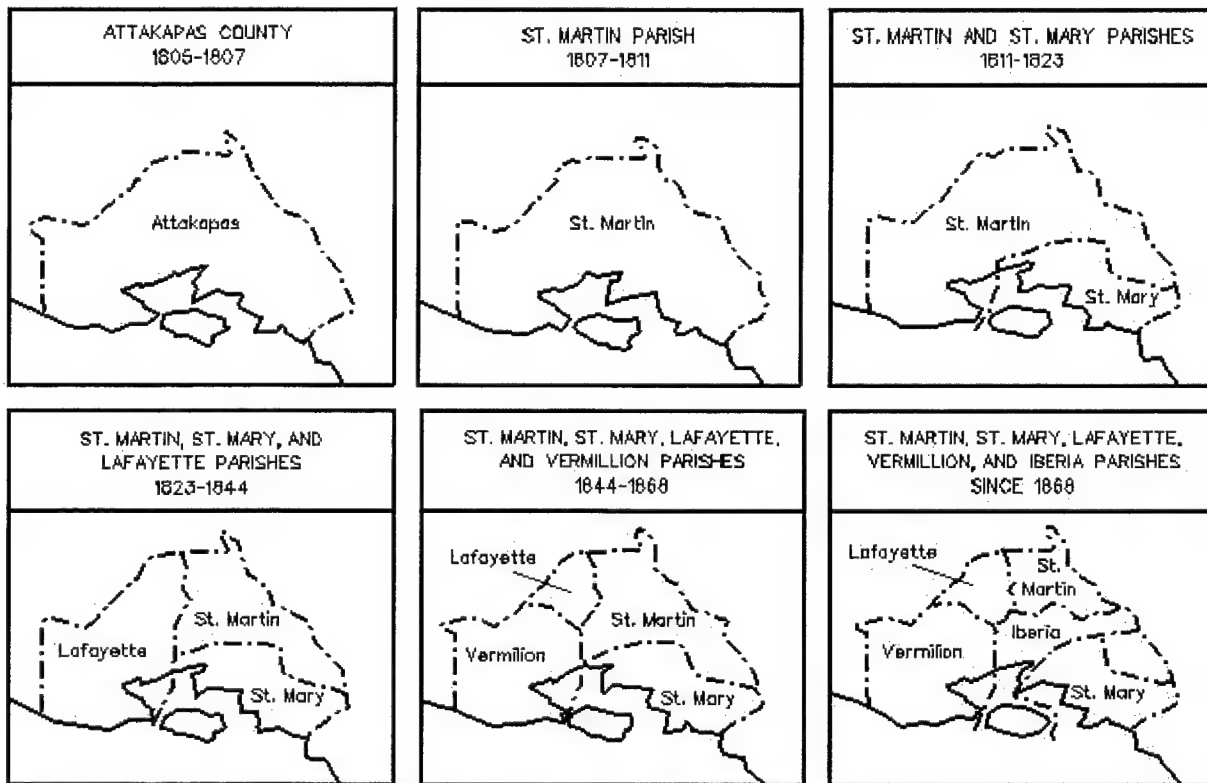 ATTAKAPAS COUNTY
1805-1807
Attakapas
ST. MARTIN PARISH
1807-1811
St. Martin
ST. MARTIN AND ST. MARY PARISHES
1811-1823
St. Martin
St. Mary
ST. MARTIN, ST. MARY, AND
LAFAYETTE PARISHES
1823-1844
St. Martin
Lafayette
St. Mary
ST. MARTIN, ST. MARY, LAFAYETTE,
AND VERMILLION PARISHES
1844-1868
Lafayette
St. Martin
Vermilion
St. Mary
ST. MARTIN, ST. MARY, LAFAYETTE,
VERMILLION, AND IBERIA PARISHES
SINCE 1868
Lafayette
St.
Martin
Iberia
Vermilion
St. Mary